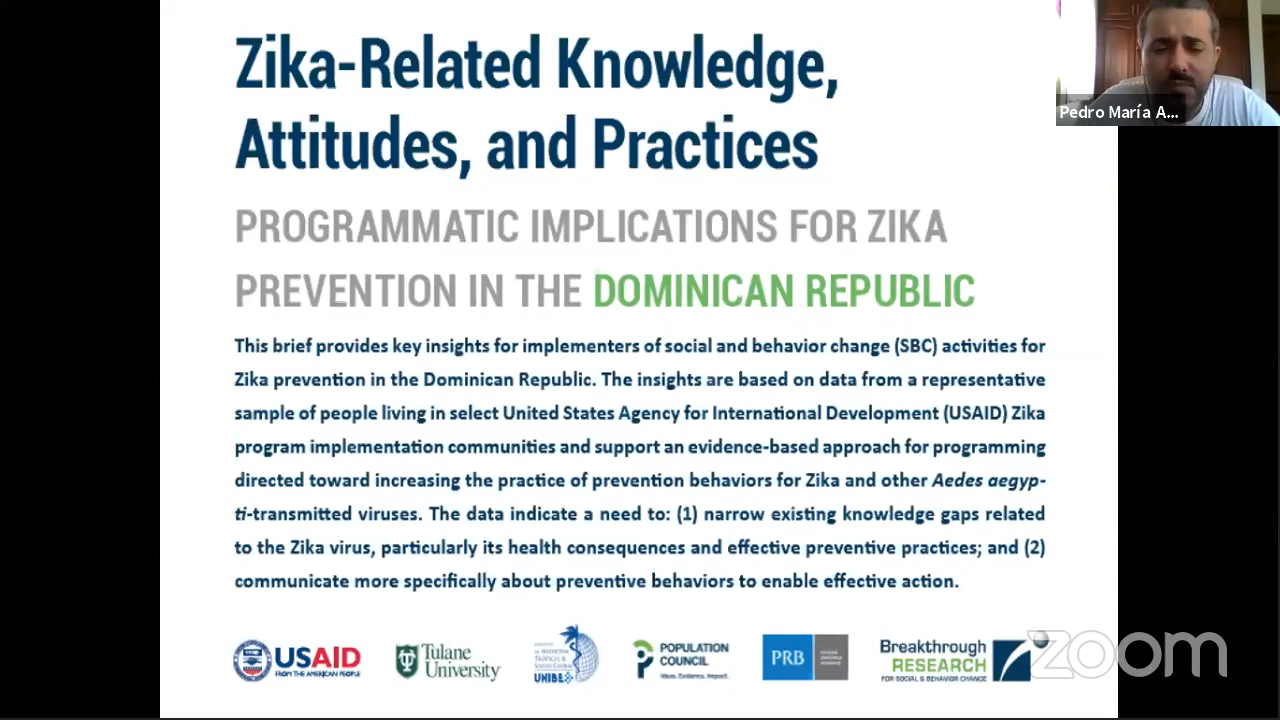 Zika-Related Knowledge,
Attitudes, and Practices
PROGRAMMATIC IMPLICATIONS FOR ZIKA
PREVENTION IN THE DOMINICAN REPUBLIC
This brief provides key insights for implementers of social and behavior change (SBC) activities for
Zika prevention in the Dominican Republic. The insights are based on data from a representative
sample of people living in select United States Agency for International Development (USAID) Zika
program implementation communities and support an evidence-based approach for programming
directed toward increasing the practice of prevention behaviors for Zika and other Aedes aegyp-
ti-transmitted viruses. The data indicate a need to: (1) narrow existing knowledge gaps related
to the Zika virus, particularly its health consequences and effective preventive practices; and (2)
communicate more specifically about preventive behaviors to enable effective action.
Pedro María A...
USAID
FROM THE AMERICAN PEOPLE
Tulane
University
DE MEDICINA
TROPICAL &
SALUD GLOBAL
UNIBE
POPULATION
COUNCIL
Ideas. Evidence. Impact.
PRB
Breakthrough
RESEARCH
FOR SOCIAL & BEHAVIOR CHANGE
zoom